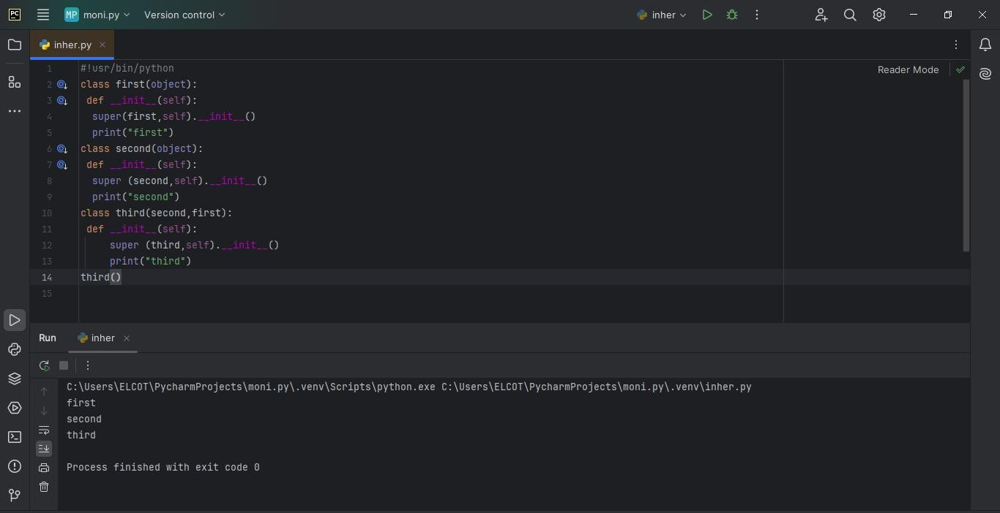 PC MP moni.py Version control inher
inher.py
Reader Mode
1 #!usr/bin/python
2 class first(object):
3 def __init__(self):
4 super(first,self).__init__()
5 print("first")
6 class second(object):
7 def __init__(self):
8 super (second,self).__init__()
9 print("second")
10 class third(second,first):
11 def __init__(self):
12 super (third,self).__init__()
13 print("third")
14 third()
15
Run inher
C:\Users\ELCOT\PycharmProjects\moni.py\.venv\Scripts\python.exe C:\Users\ELCOT\PycharmProjects\moni.py\.venv\inher.py
first
second
third
Process finished with exit code 0